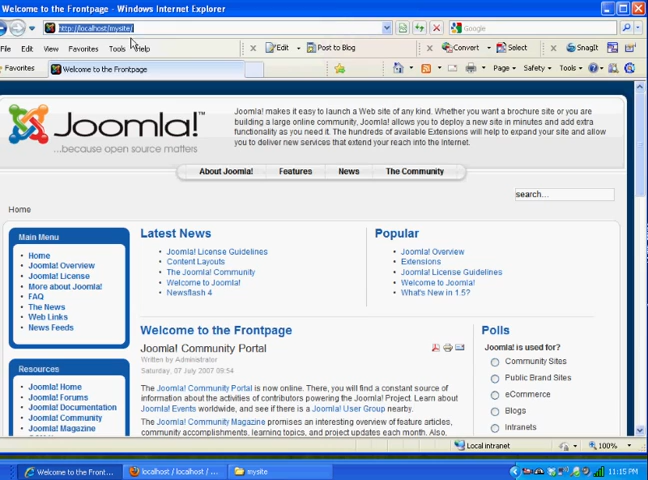 Welcome to the Frontpage - Windows Internet Explorer
http://localhost/mysite/
Google
File Edit View Favorites Tools Help
Edit
Post to Blog
Convert
Select
SnagIt
Favorites
Welcome to the Frontpage
Page
Safety
Tools
Joomla!™
...because open source matters
Joomla! makes it easy to launch a Web site of any kind. Whether you want a brochure site or you are
building a large online community, Joomla! allows you to deploy a new site in minutes and add extra
functionality as you need it. The hundreds of available Extensions will help to expand your site and allow
you to deliver new services that extend your reach into the Internet.
About Joomla! Features News The Community
search...
Home
Main Menu
Home
Joomla! Overview
Joomla! License
More about Joomla!
FAQ
The News
Web Links
News Feeds
Resources
Joomla! Home
Joomla! Forums
Joomla! Documentation
Joomla! Community
Joomla! Magazine
Latest News
Joomla! License Guidelines
Content Layouts
The Joomla! Community
Welcome to Joomla!
Newsflash 4
Popular
Joomla! Overview
Extensions
Joomla! License Guidelines
Welcome to Joomla!
What's New in 1.5?
Welcome to the Frontpage
Joomla! Community Portal
Written by Administrator
Saturday, 07 July 2007 09:54
The Joomla! Community Portal is now online. There, you will find a constant source of
information about the activities of contributors powering the Joomla! Project. Learn about
Joomla! Events worldwide, and see if there is a Joomla! User Group nearby.
The Joomla! Community Magazine promises an interesting overview of feature articles,
community accomplishments, learning topics, and project updates each month. Also,
Polls
Joomla! is used for?
Community Sites
Public Brand Sites
eCommerce
Blogs
Intranets
Local intranet
100%
Welcome to the Front...
localhost / localhost / ...
mysite
11:15 PM